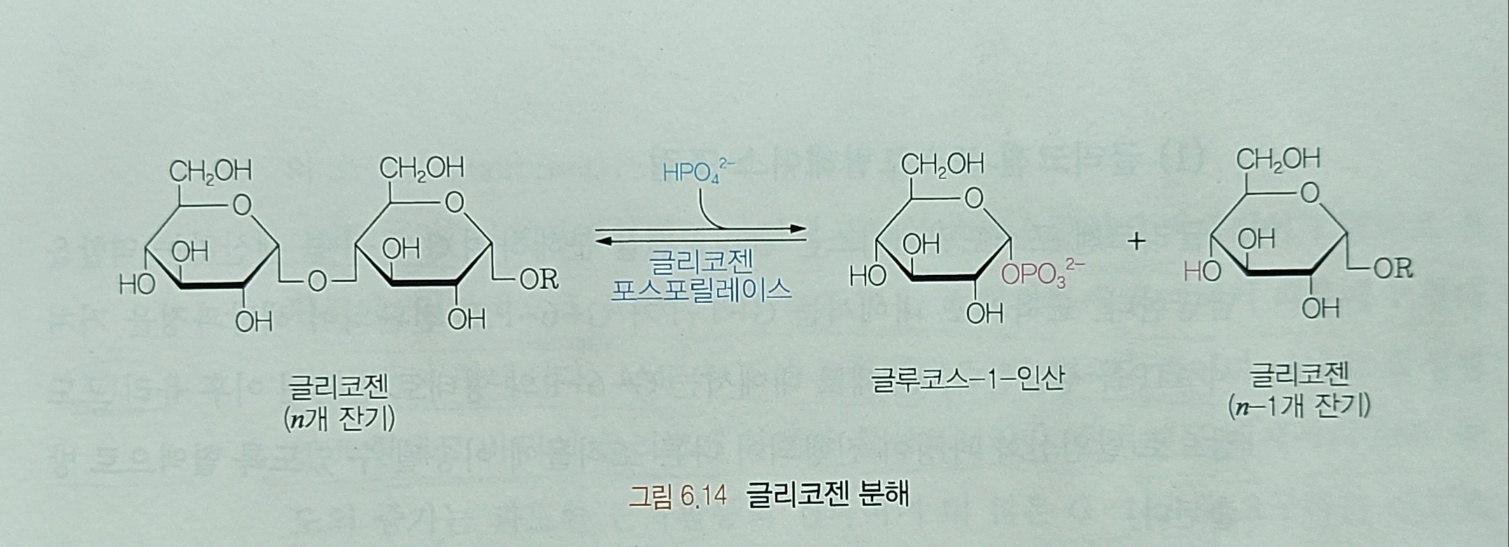 CH₂OH
O
OH
HO
OH
O
CH₂OH
O
OH
OH
OR
글리코젠
(n개 잔기)
HPO₄²⁻
글리코젠
포스포릴레이스
CH₂OH
O
OH
HO
OPO₃²⁻
OH
글루코스-1-인산
+
CH₂OH
O
OH
HO
OR
OH
글리코젠
(n-1개 잔기)
그림 6.14 글리코젠 분해